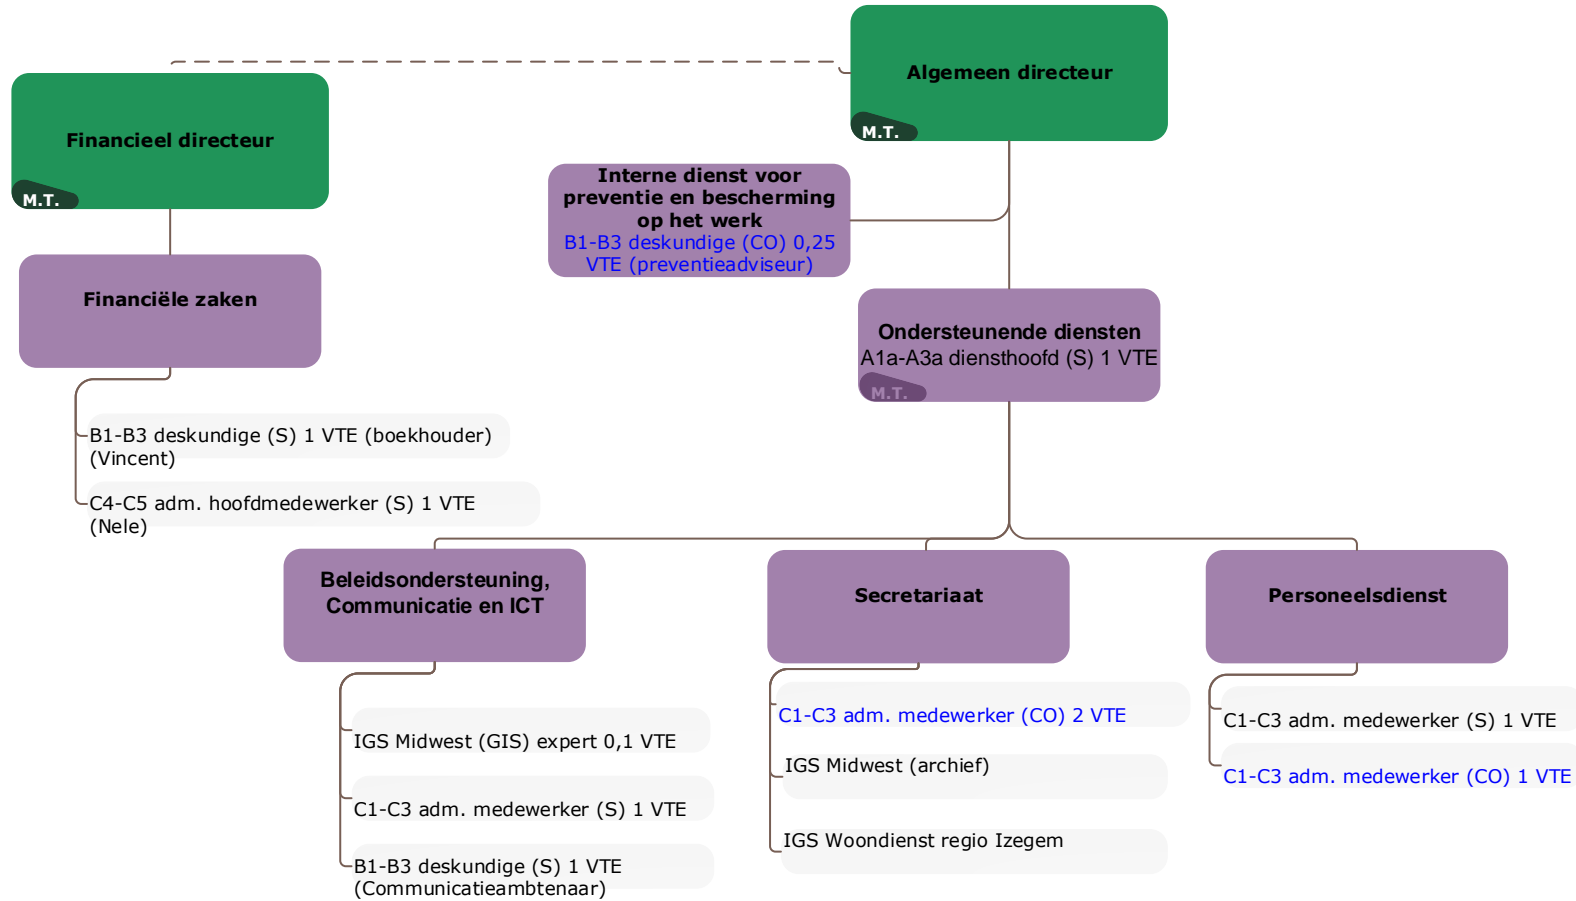 Algemeen directeur
M.T.
Financieel directeur
M.T.
Interne dienst voor
preventie en bescherming
op het werk
B1-B3 deskundige (CO) 0,25
VTE (preventieadviseur)
Financiële zaken
Ondersteunende diensten
A1a-A3a diensthoofd (S) 1 VTE
M.T.
B1-B3 deskundige (S) 1 VTE (boekhouder)
(Vincent)
C4-C5 adm. hoofdmedewerker (S) 1 VTE
(Nele)
Beleidsondersteuning,
Communicatie en ICT
IGS Midwest (GIS) expert 0,1 VTE
C1-C3 adm. medewerker (S) 1 VTE
B1-B3 deskundige (S) 1 VTE
(Communicatieambtenaar)
Secretariaat
C1-C3 adm. medewerker (CO) 2 VTE
IGS Midwest (archief)
IGS Woondienst regio Izegem
Personeelsdienst
C1-C3 adm. medewerker (S) 1 VTE
C1-C3 adm. medewerker (CO) 1 VTE